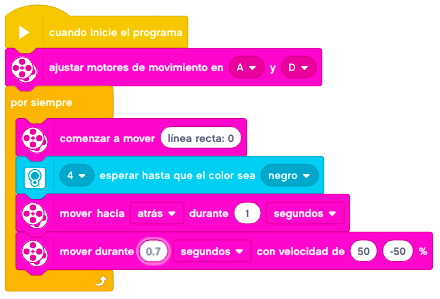 cuando inicie el programa
ajustar motores de movimiento en A y D
por siempre
comenzar a mover línea recta: 0
4 esperar hasta que el color sea negro
mover hacia atrás durante 1 segundos
mover durante 0.7 segundos con velocidad de 50 -50 %